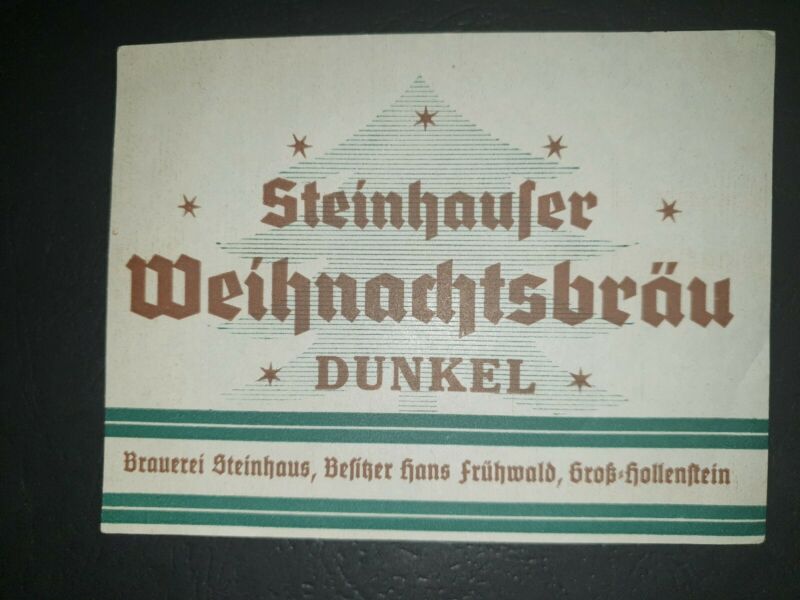 Steinhauſer
Weihnachtsbräu
DUNKEL
Brauerei Steinhaus, Beſitzer Hans Frühwald, Groß-Hollenſtein